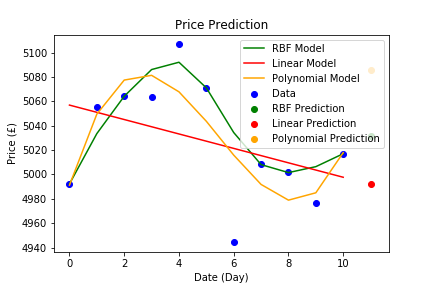 Price Prediction
Price (£)
5100
5080
5060
5040
5020
5000
4980
4960
4940
RBF Model
Linear Model
Polynomial Model
Data
RBF Prediction
Linear Prediction
Polynomial Prediction
0
2
4
6
8
10
Date (Day)